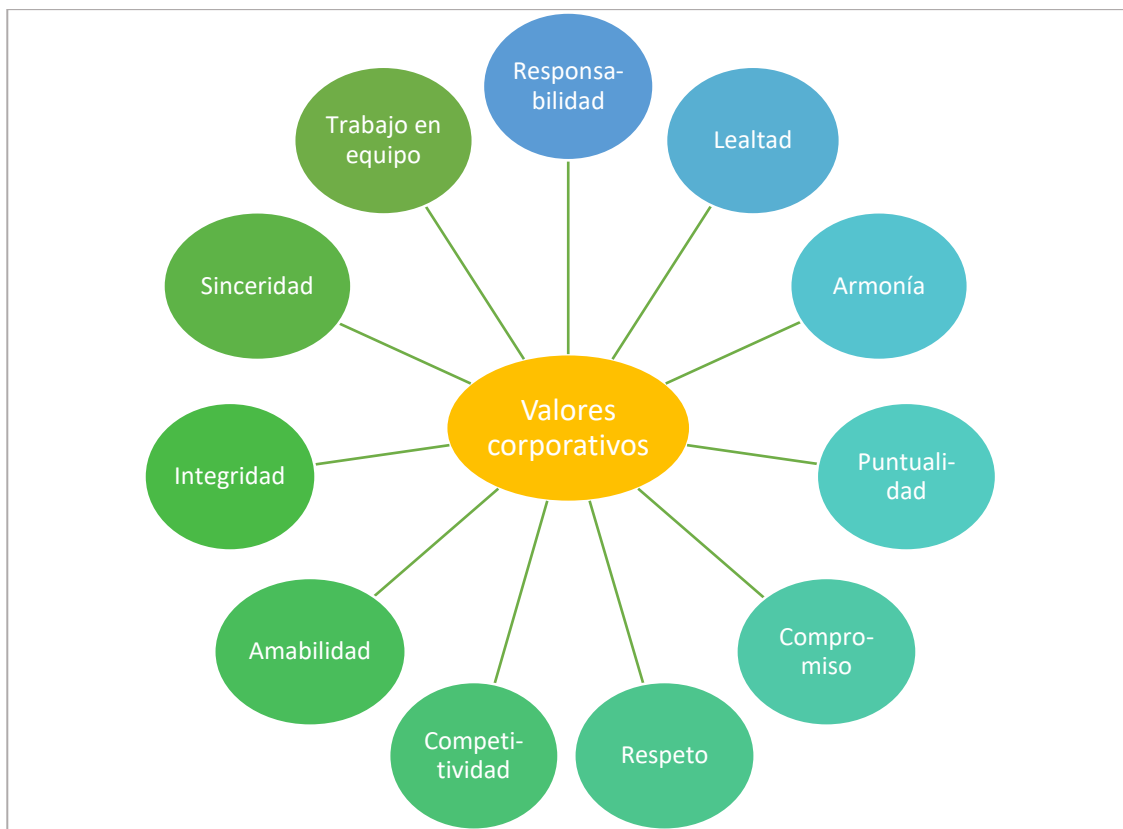 Responsa-
bilidad
Lealtad
Armonía
Puntuali-
dad
Compro-
miso
Respeto
Competi-
tividad
Amabilidad
Integridad
Sinceridad
Trabajo en
equipo
Valores
corporativos